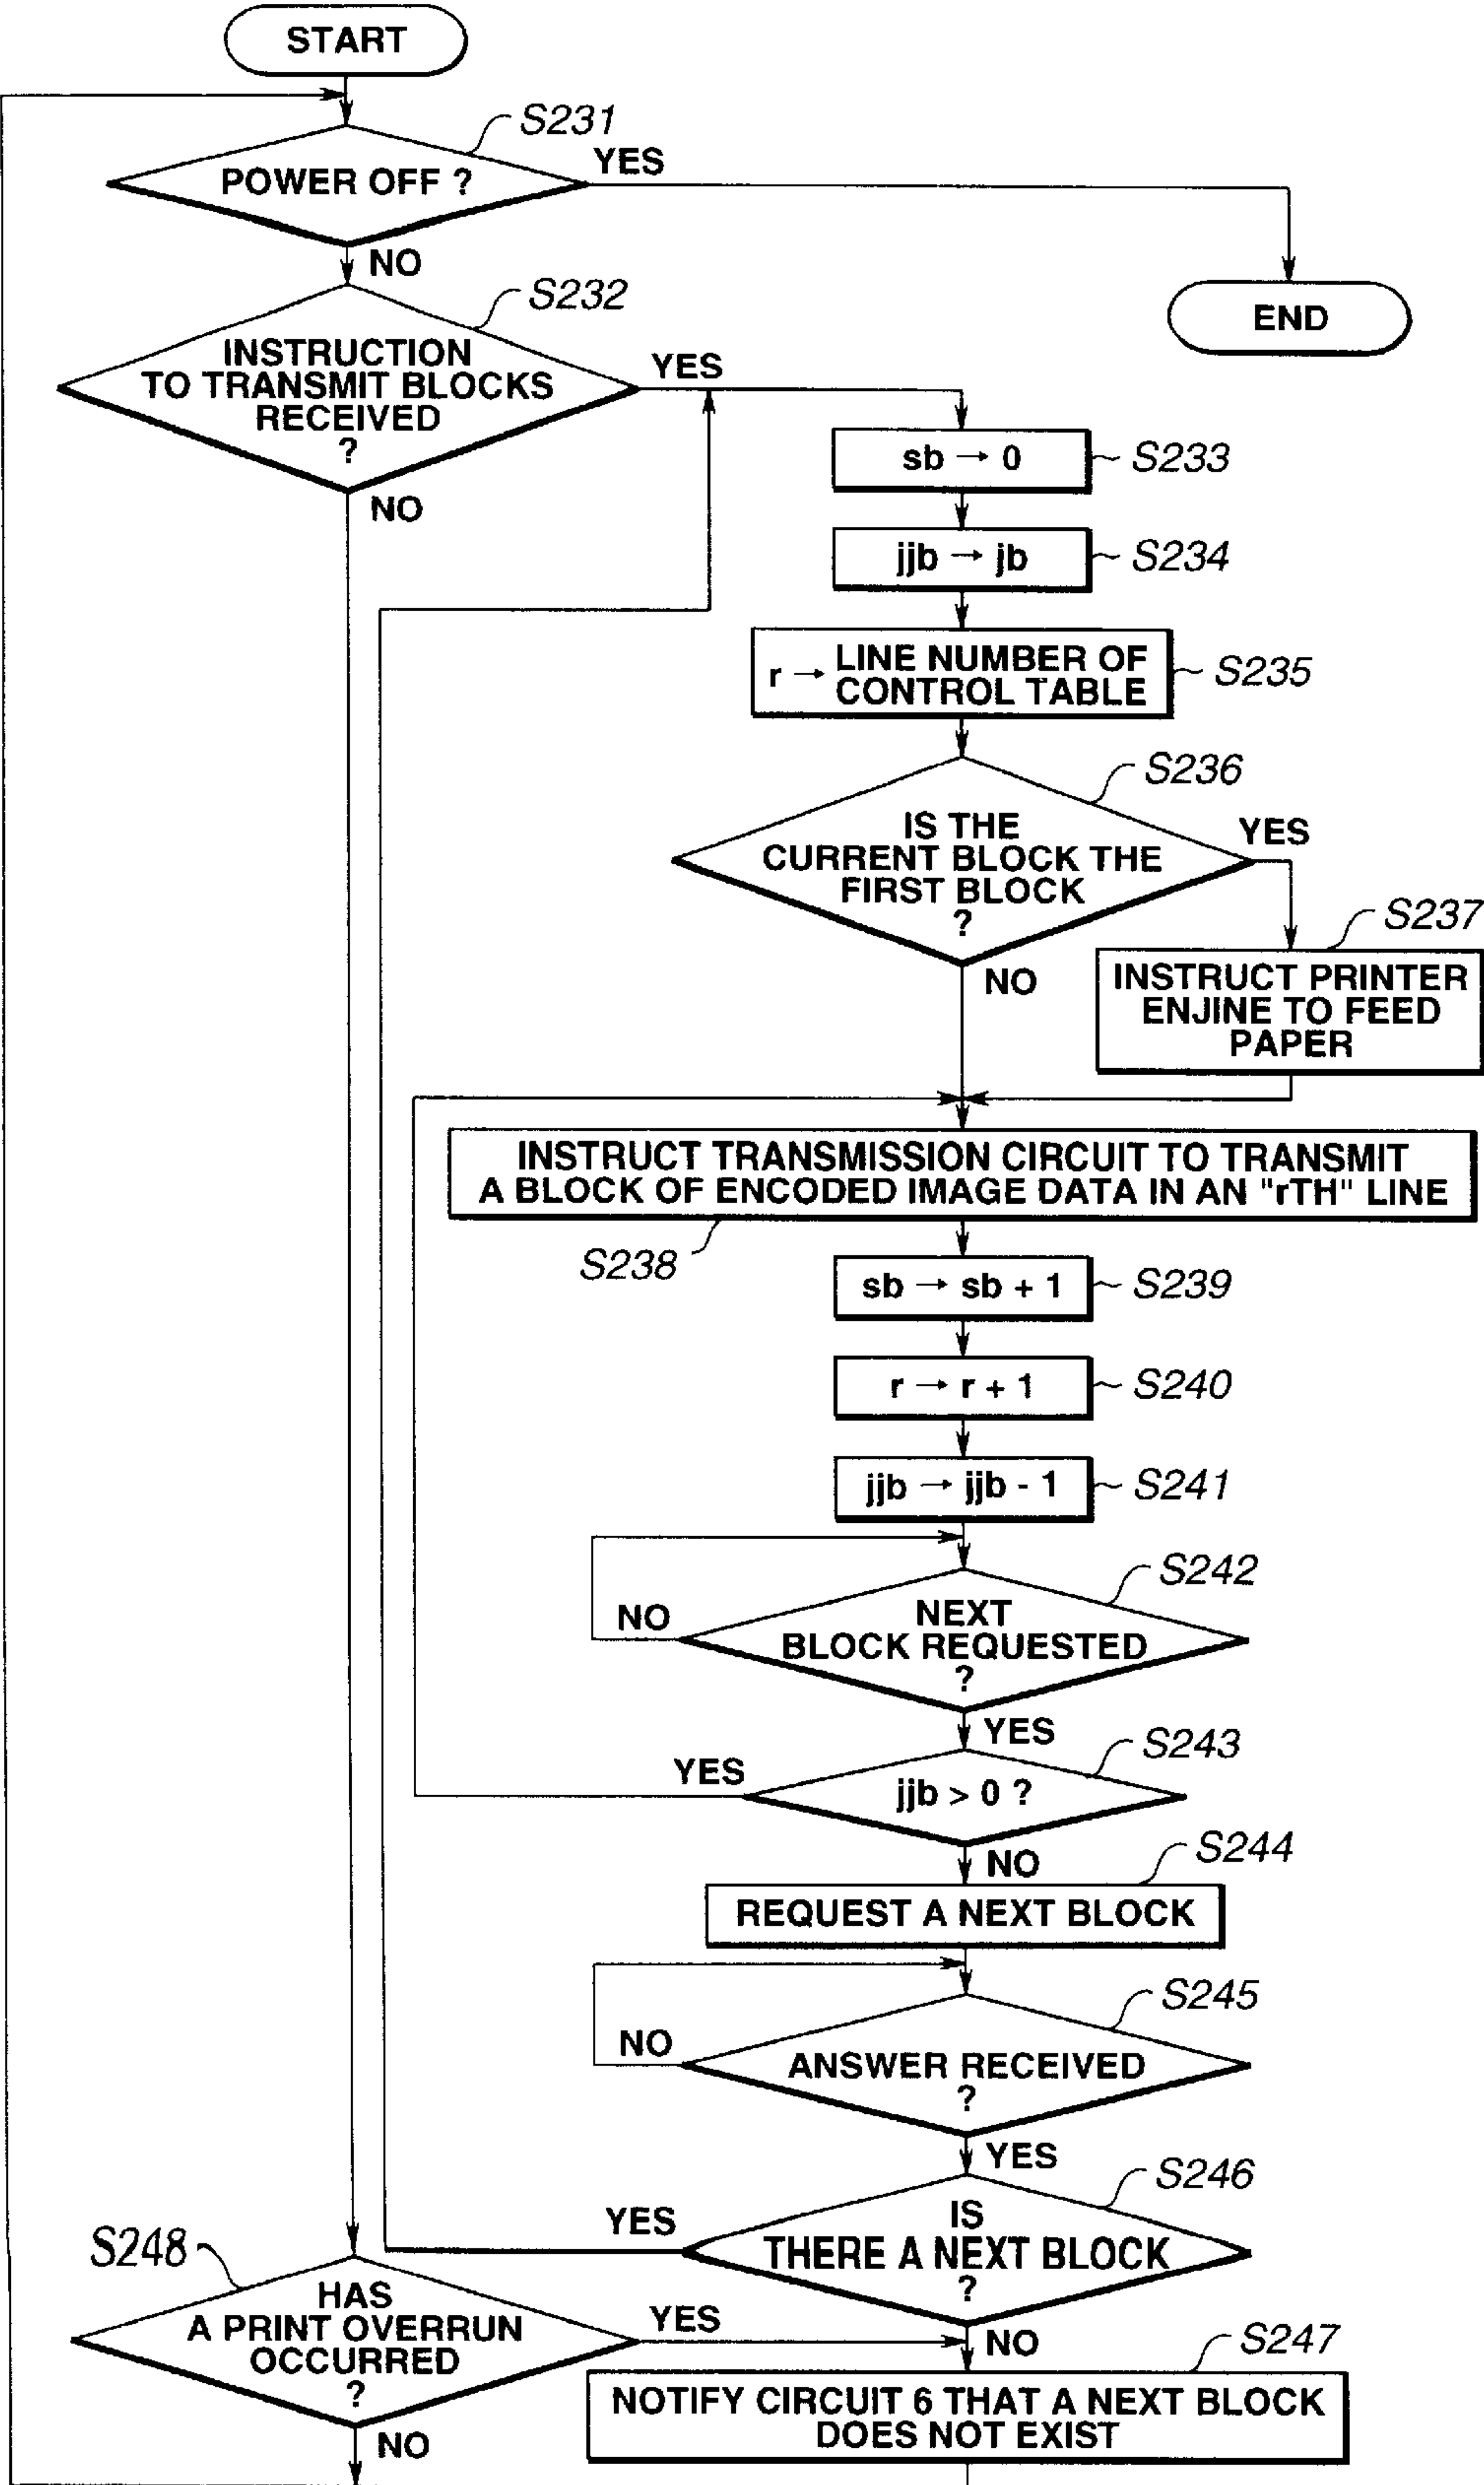 START
S231
POWER OFF ?
YES
NO
END
S232
INSTRUCTION
TO TRANSMIT BLOCKS
RECEIVED
?
YES
NO
sb → 0
S233
jjb → jb
S234
r → LINE NUMBER OF
CONTROL TABLE
S235
S236
IS THE
CURRENT BLOCK THE
FIRST BLOCK
?
YES
NO
S237
INSTRUCT PRINTER
ENJINE TO FEED
PAPER
INSTRUCT TRANSMISSION CIRCUIT TO TRANSMIT
A BLOCK OF ENCODED IMAGE DATA IN AN "rTH" LINE
S238
sb → sb + 1
S239
r → r + 1
S240
jjb → jjb - 1
S241
S242
NEXT
BLOCK REQUESTED
?
NO
YES
S243
jjb > 0 ?
YES
NO
S244
REQUEST A NEXT BLOCK
S245
ANSWER RECEIVED
?
NO
YES
S246
IS
THERE A NEXT BLOCK
?
YES
NO
S248
HAS
A PRINT OVERRUN
OCCURRED
?
YES
NO
S247
NOTIFY CIRCUIT 6 THAT A NEXT BLOCK
DOES NOT EXIST